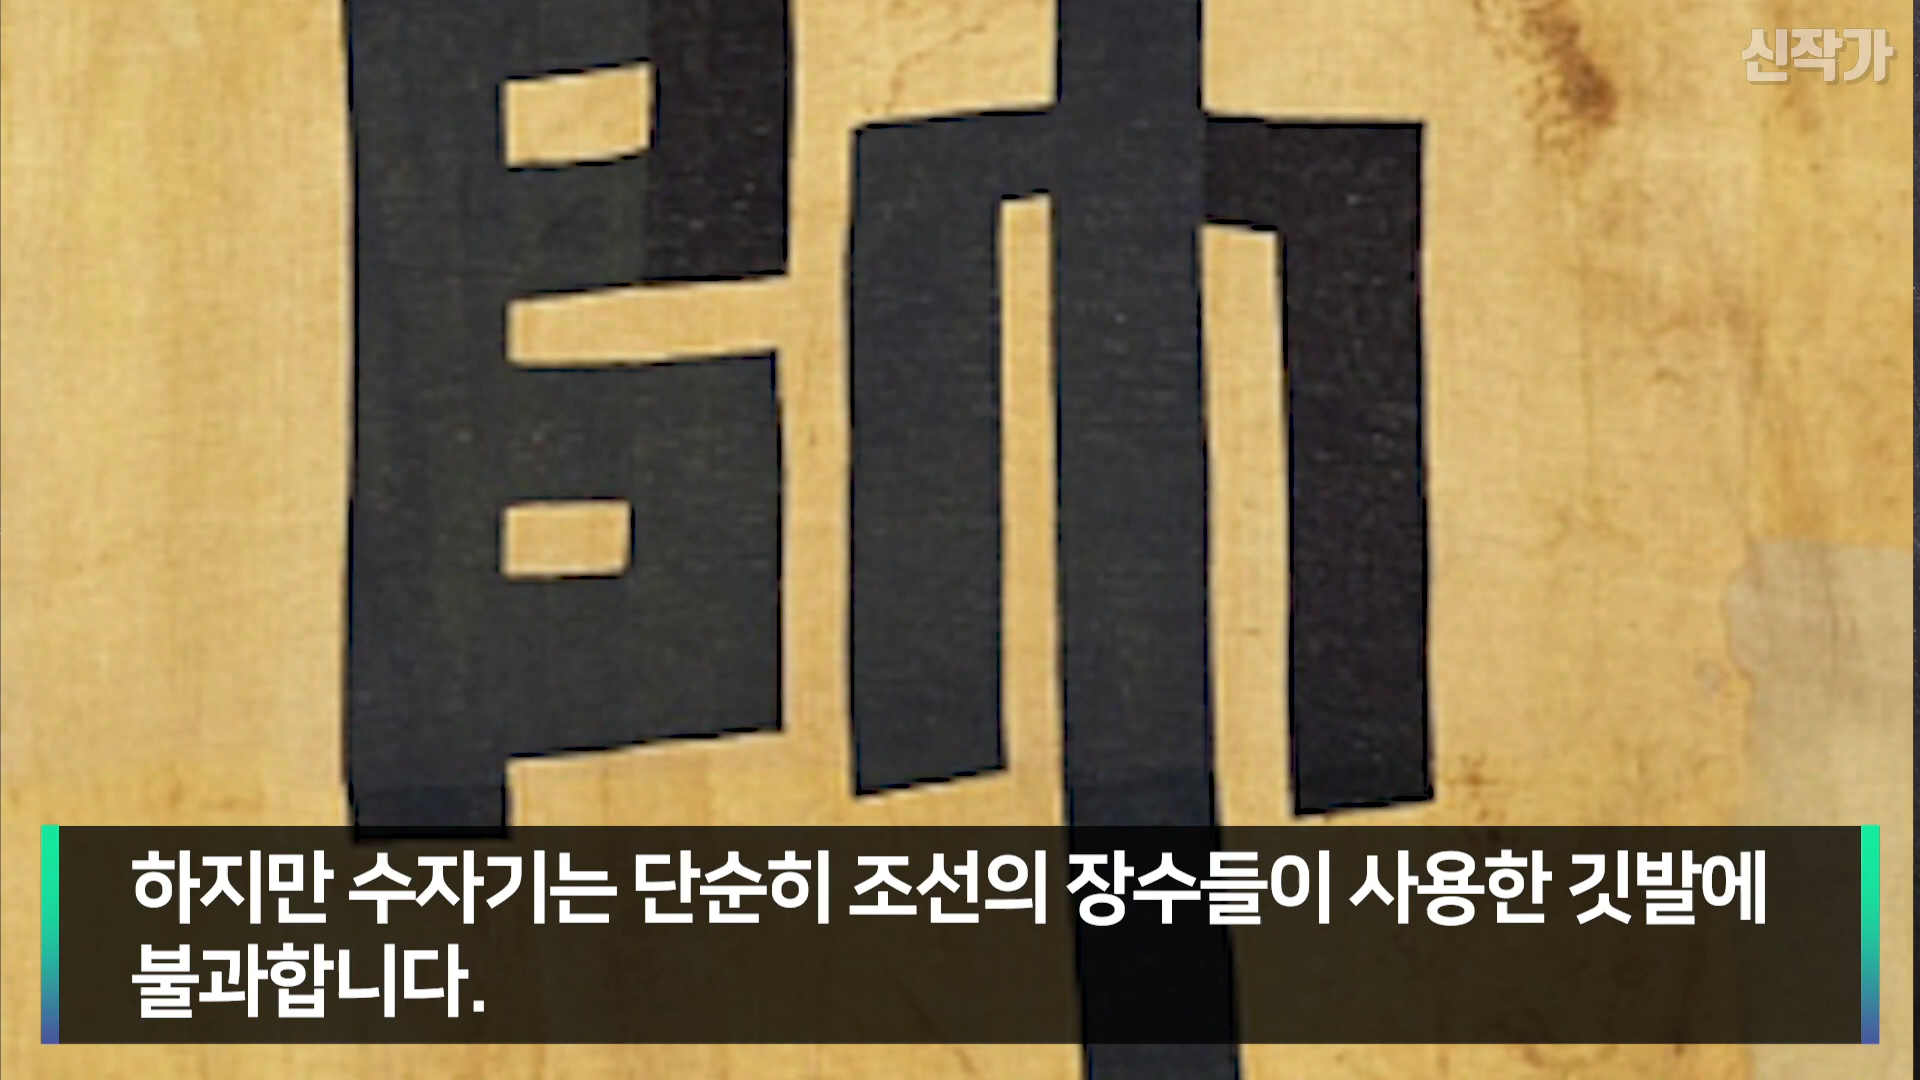 신작가
帥
하지만 수자기는 단순히 조선의 장수들이 사용한 깃발에
불과합니다.